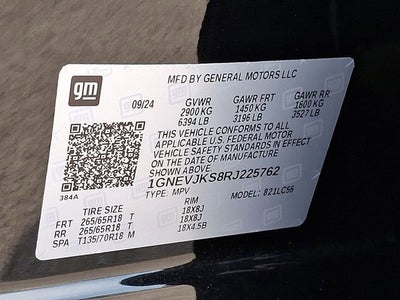 gm
MFD BY GENERAL MOTORS LLC
09/24 GVWR GAWR FRT GAWR RR
2900 KG 1450 KG 1600 KG
6394 LB 3196 LB 3527 LB
THIS VEHICLE CONFORMS TO ALL
APPLICABLE U.S. FEDERAL MOTOR
VEHICLE SAFETY STANDARDS IN EFFECT
ON THE DATE OF MANUFACTURE
SHOWN ABOVE.
1GNEVJKS8RJ225762
384A TYPE: MPV MODEL: 821LC56
TIRE SIZE RIM
FRT 265/65R18 T 18X8J
RR 265/65R18 T 18X8J
SPA T135/70R18 M 18X4.5B